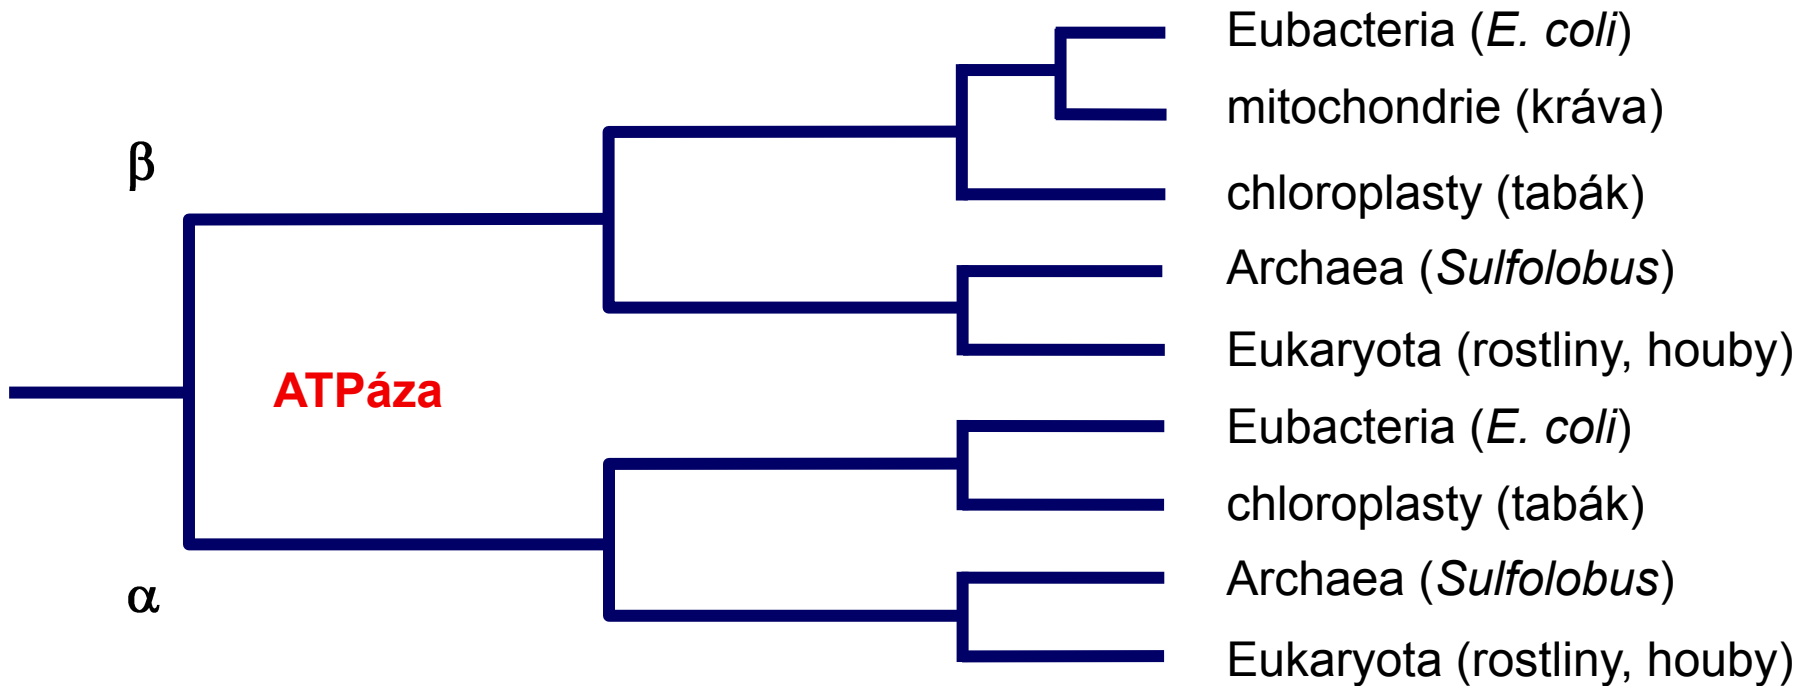 Eubacteria (E. coli)
mitochondrie (kráva)
β
chloroplasty (tabák)
Archaea (Sulfolobus)
Eukaryota (rostliny, houby)
ATPáza
Eubacteria (E. coli)
chloroplasty (tabák)
α
Archaea (Sulfolobus)
Eukaryota (rostliny, houby)